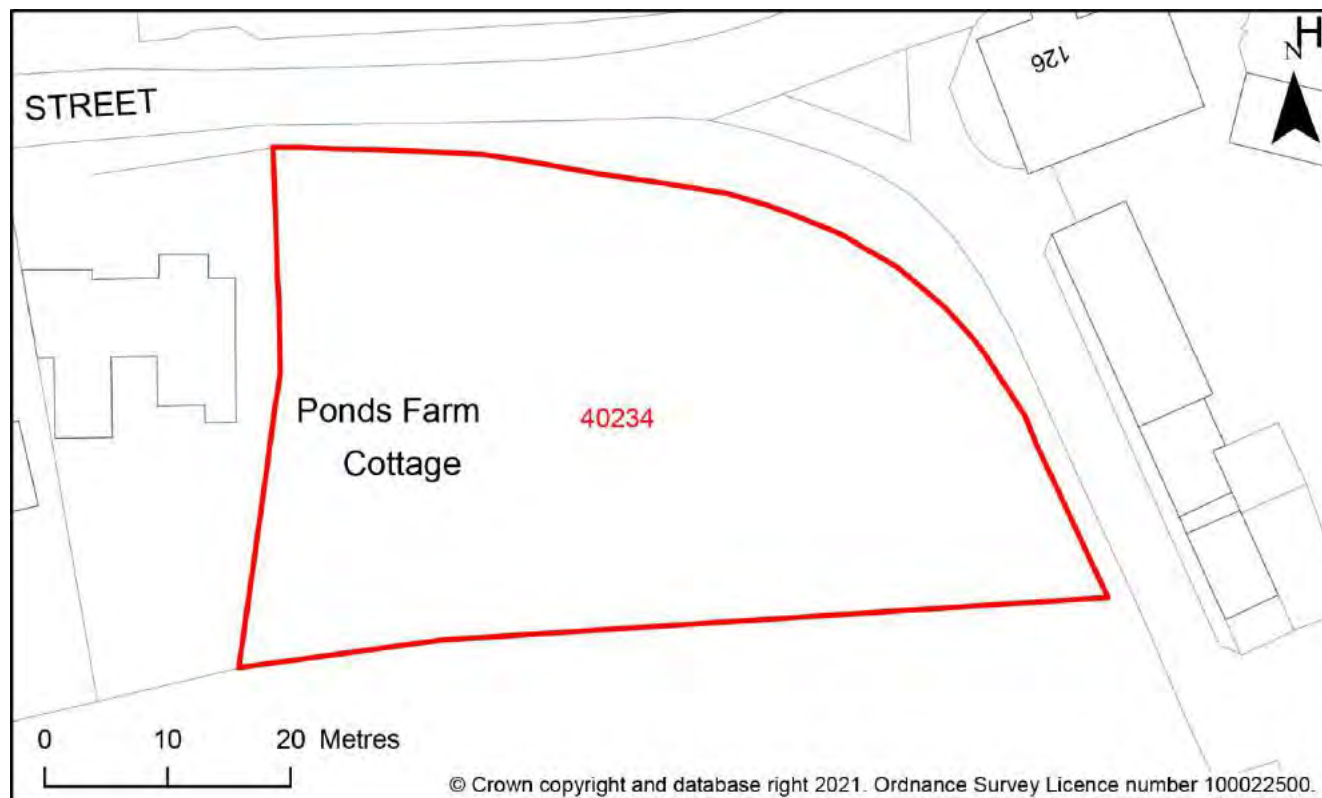 H
126
N
STREET
Ponds Farm
40234
Cottage
0 10 20 Metres
© Crown copyright and database right 2021. Ordnance Survey Licence number 100022500.